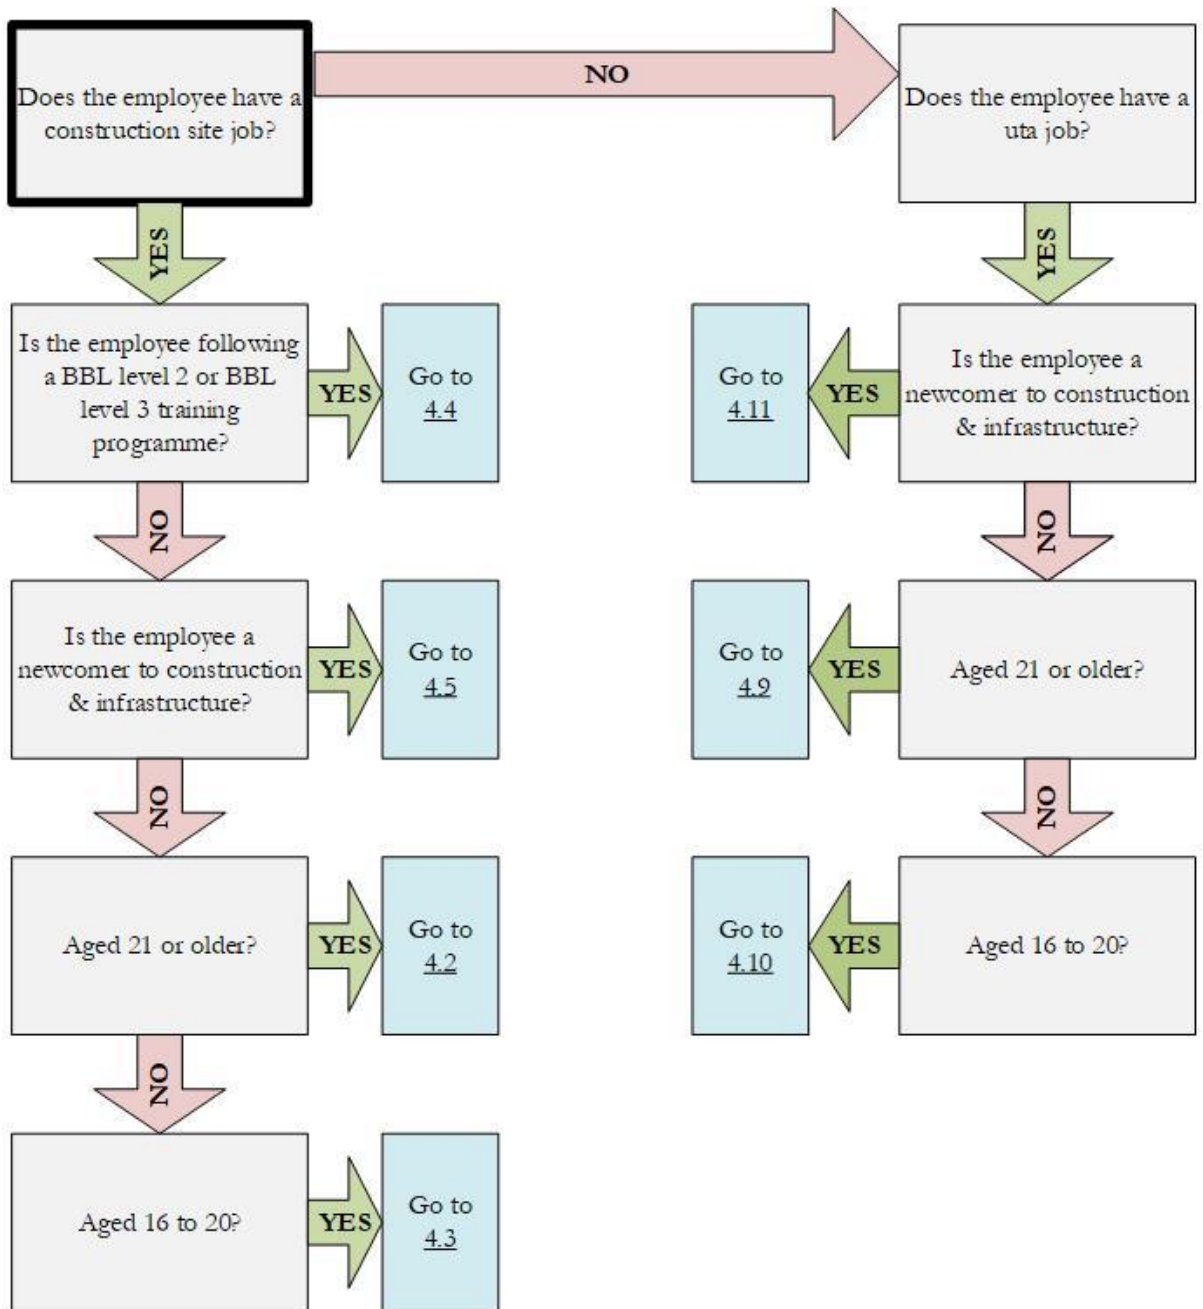 Does the employee have a
construction site job?
NO
Does the employee have a
uta job?
YES
YES
Is the employee following
a BBL level 2 or BBL
level 3 training
programme?
YES
Go to
4.4
Go to
4.11
YES
Is the employee a
newcomer to construction
& infrastructure?
NO
NO
Is the employee a
newcomer to construction
& infrastructure?
YES
Go to
4.5
Go to
4.9
YES
Aged 21 or older?
NO
NO
Aged 21 or older?
YES
Go to
4.2
Go to
4.10
YES
Aged 16 to 20?
NO
Aged 16 to 20?
YES
Go to
4.3